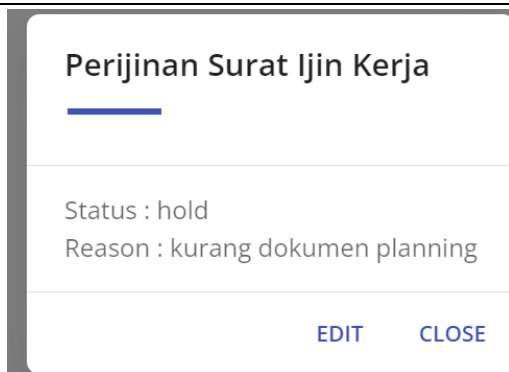 Perijinan Surat Ijin Kerja
Status : hold
Reason : kurang dokumen planning
EDIT CLOSE